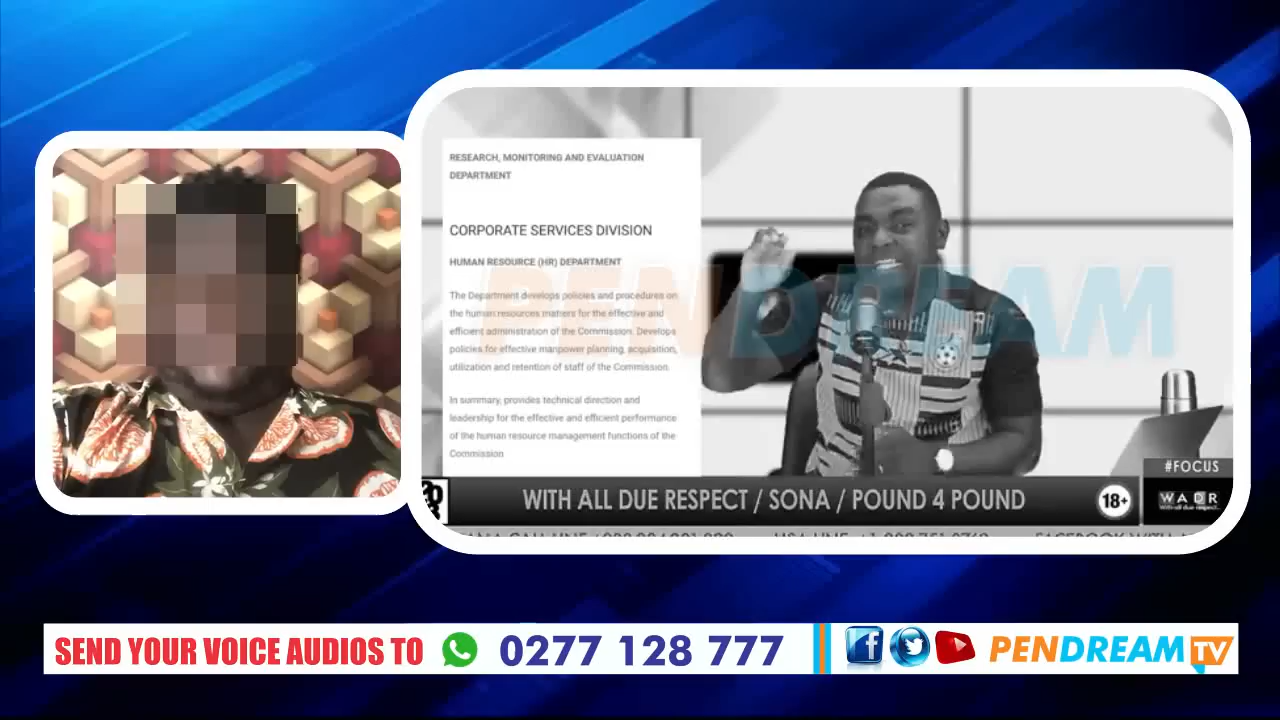 RESEARCH, MONITORING AND EVALUATION
DEPARTMENT
CORPORATE SERVICES DIVISION
HUMAN RESOURCE (HR) DEPARTMENT
The Department develops policies and procedures on
the human resources matters for the effective and
efficient administration of the Commission. Develops
policies for effective manpower planning, acquisition,
utilization and retention of staff of the Commission.
In summary, provides technical direction and
leadership for the effective and efficient performance
of the human resource management functions of the
Commission
PENDREAM
#FOCUS
WITH ALL DUE RESPECT / SONA / POUND 4 POUND
18+
WADR
With all due respect...
SEND YOUR VOICE AUDIOS TO
0277 128 777
PENDREAM TV